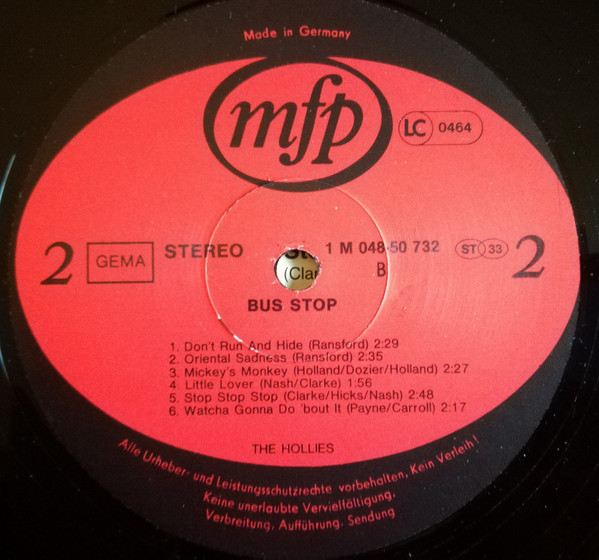 Made in Germany
mfp
LC 0464
2 GEMA STEREO 1 M 048-50 732 ST 33 2
B
(Clar
BUS STOP
1. Don't Run And Hide (Ransford) 2:29
2. Oriental Sadness (Ransford) 2:35
3. Mickey's Monkey (Holland/Dozier/Holland) 2:27
4. Little Lover (Nash/Clarke) 1:56
5. Stop Stop Stop (Clarke/Hicks/Nash) 2:48
6. Watcha Gonna Do 'bout It (Payne/Carroll) 2:17
THE HOLLIES
Alle Urheber- und Leistungsschutzrechte vorbehalten, Kein Verleih!
Keine unerlaubte Vervielfältigung,
Verbreitung, Aufführung, Sendung